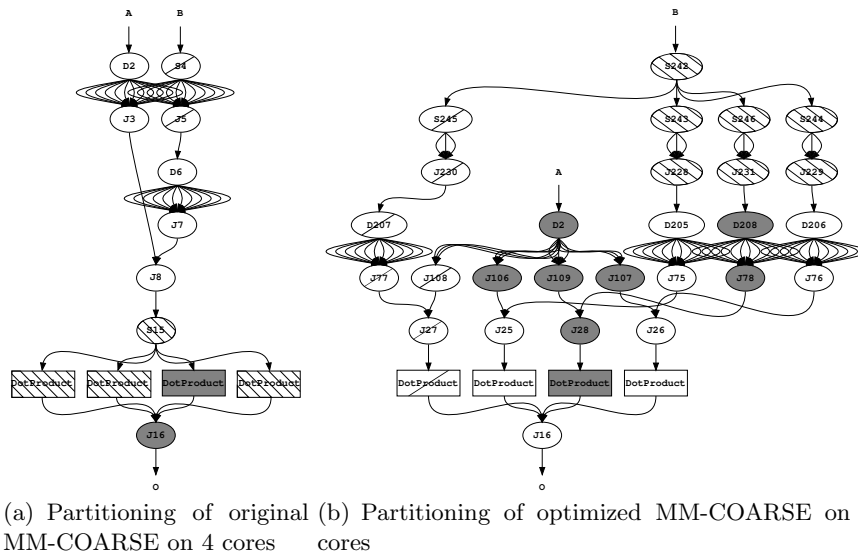 A B B
D2 S4 S242
J3 J5 S245 S243 S246 S244
D6 J230 A J228 J231 J229
J7 D207 D2 D205 D208 D206
J8 J77 J108 J106 J109 J107 J75 J78 J76
S15 J27 J25 J28 J26
DotProduct DotProduct DotProduct DotProduct DotProduct DotProduct DotProduct DotProduct
J16 J16
O O
(a) Partitioning of original (b) Partitioning of optimized MM-COARSE on
MM-COARSE on 4 cores cores